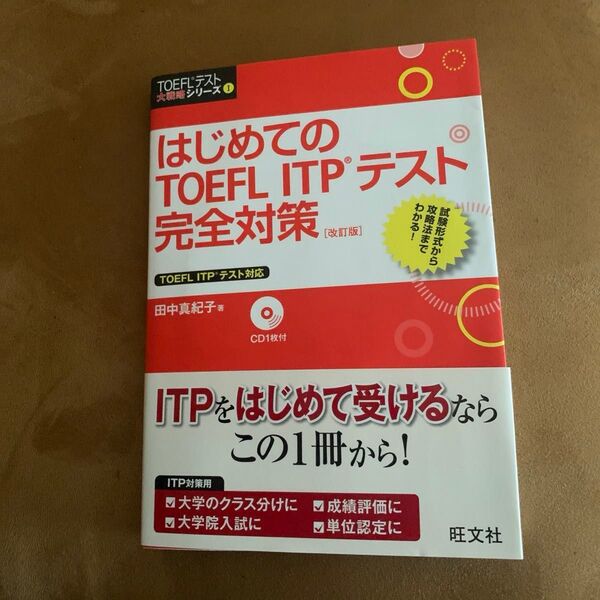 TOEFL®テスト
大戦略シリーズ 1
はじめての
TOEFL ITP®テスト
完全対策 [改訂版]
試験形式から
攻略法まで
わかる!
TOEFL ITP®テスト対応
田中真紀子 著
CD1枚付
ITPをはじめて受けるなら
この1冊から!
ITP対策用
大学のクラス分けに
成績評価に
大学院入試に
単位認定に
旺文社